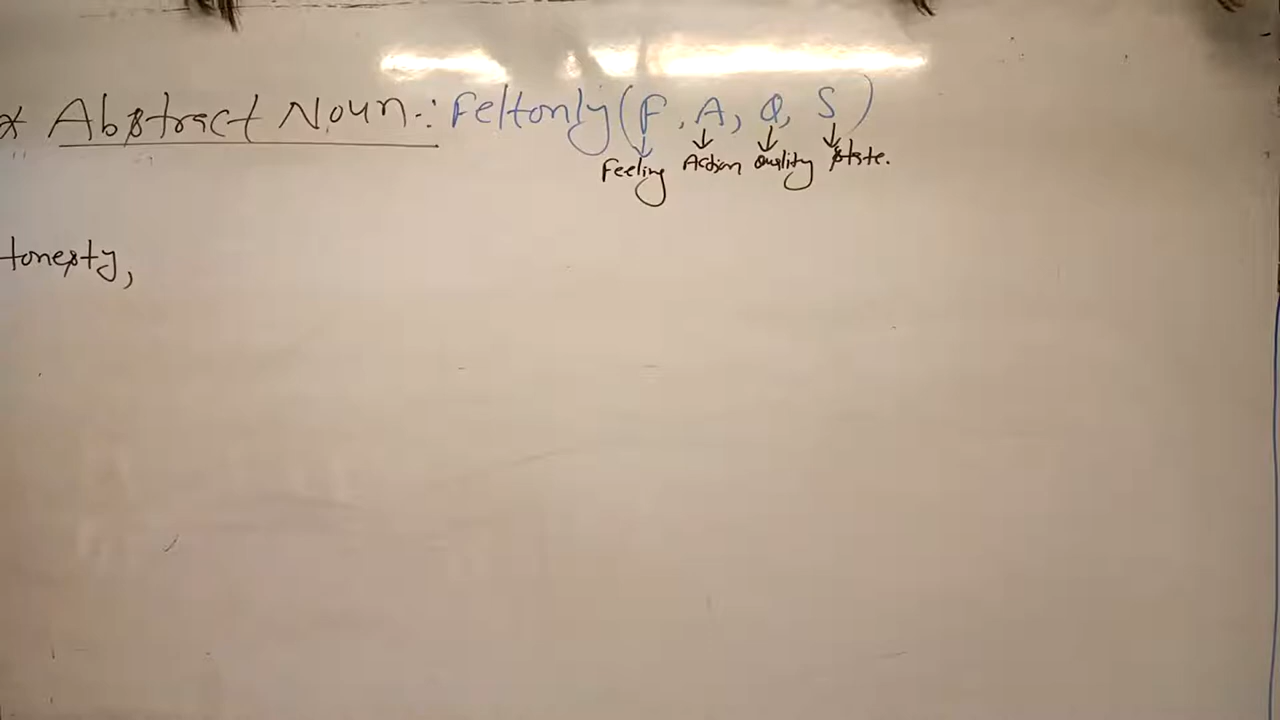 * Abstract Noun: Feltonly (F, A, Q, S)
Feeling Action Quality State.
Honesty,